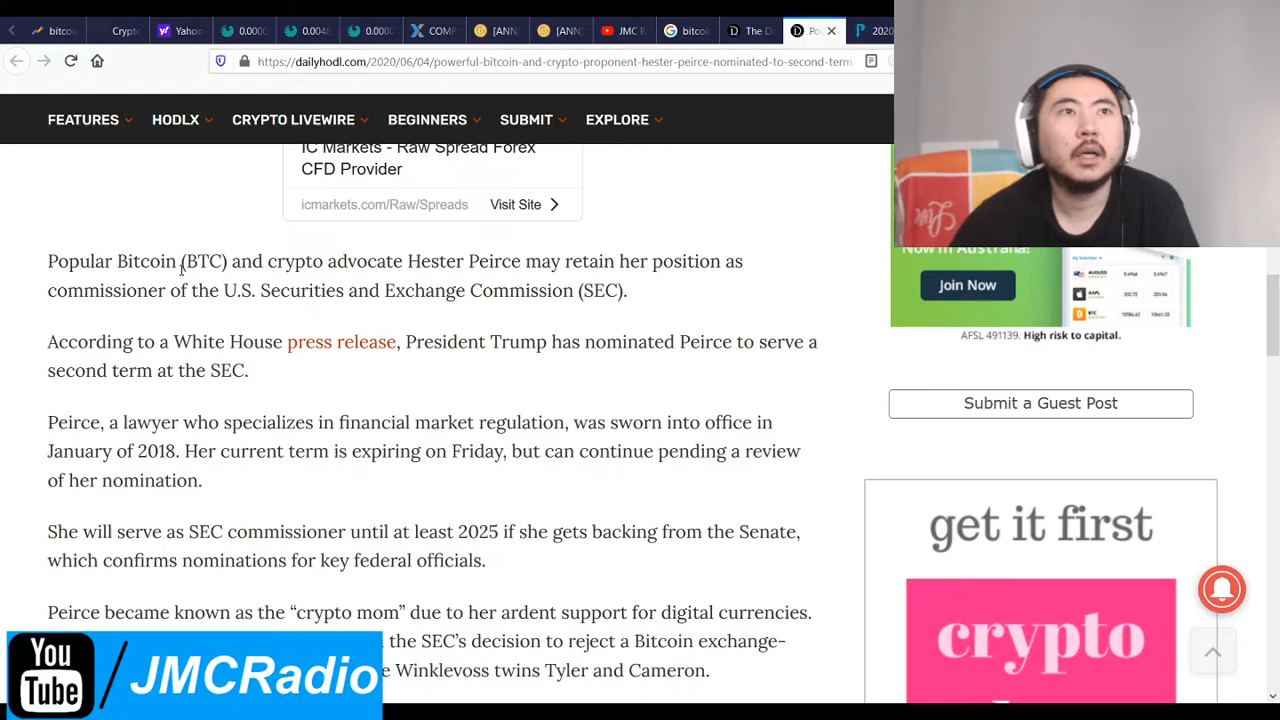 bitcoi
Crypto
Yahoo
0.0000
0.0048
0.0000
COMP
[ANN]
[ANN]
JMC R
bitcoi
The D
Po
2020
https://dailyhodl.com/2020/06/04/powerful-bitcoin-and-crypto-proponent-hester-peirce-nominated-to-second-term-
FEATURES HODLX CRYPTO LIVEWIRE BEGINNERS SUBMIT EXPLORE
IC Markets - Raw Spread Forex
CFD Provider
icmarkets.com/Raw/Spreads Visit Site
Popular Bitcoin (BTC) and crypto advocate Hester Peirce may retain her position as
commissioner of the U.S. Securities and Exchange Commission (SEC).
According to a White House press release, President Trump has nominated Peirce to serve a
second term at the SEC.
Peirce, a lawyer who specializes in financial market regulation, was sworn into office in
January of 2018. Her current term is expiring on Friday, but can continue pending a review
of her nomination.
She will serve as SEC commissioner until at least 2025 if she gets backing from the Senate,
which confirms nominations for key federal officials.
Peirce became known as the “crypto mom” due to her ardent support for digital currencies.
the SEC’s decision to reject a Bitcoin exchange-
e Winklevoss twins Tyler and Cameron.
You
Tube
/ JMCRadio
Now in Australia!
Join Now
AUDUSD
AAPL
BTC
AFSL 491139. High risk to capital.
Submit a Guest Post
get it first
crypto